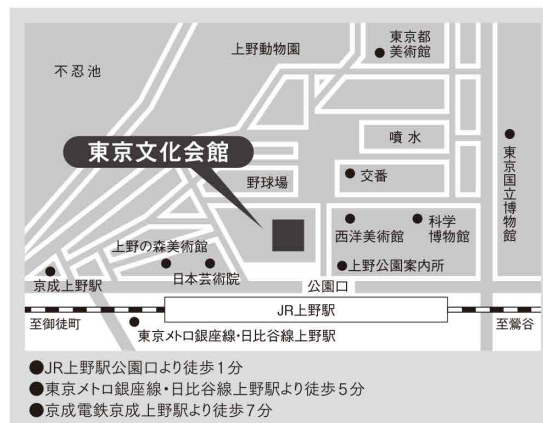 東京都
美術館
上野動物園
不忍池
噴水
東京文化会館
交番
野球場
東京国立博物館
西洋美術館
科学
博物館
上野の森美術館
日本芸術院
上野公園案内所
京成上野駅
公園口
JR上野駅
至御徒町
至鶯谷
東京メトロ銀座線・日比谷線上野駅
●JR上野駅公園口より徒歩1分
●東京メトロ銀座線・日比谷線上野駅より徒歩5分
●京成電鉄京成上野駅より徒歩7分